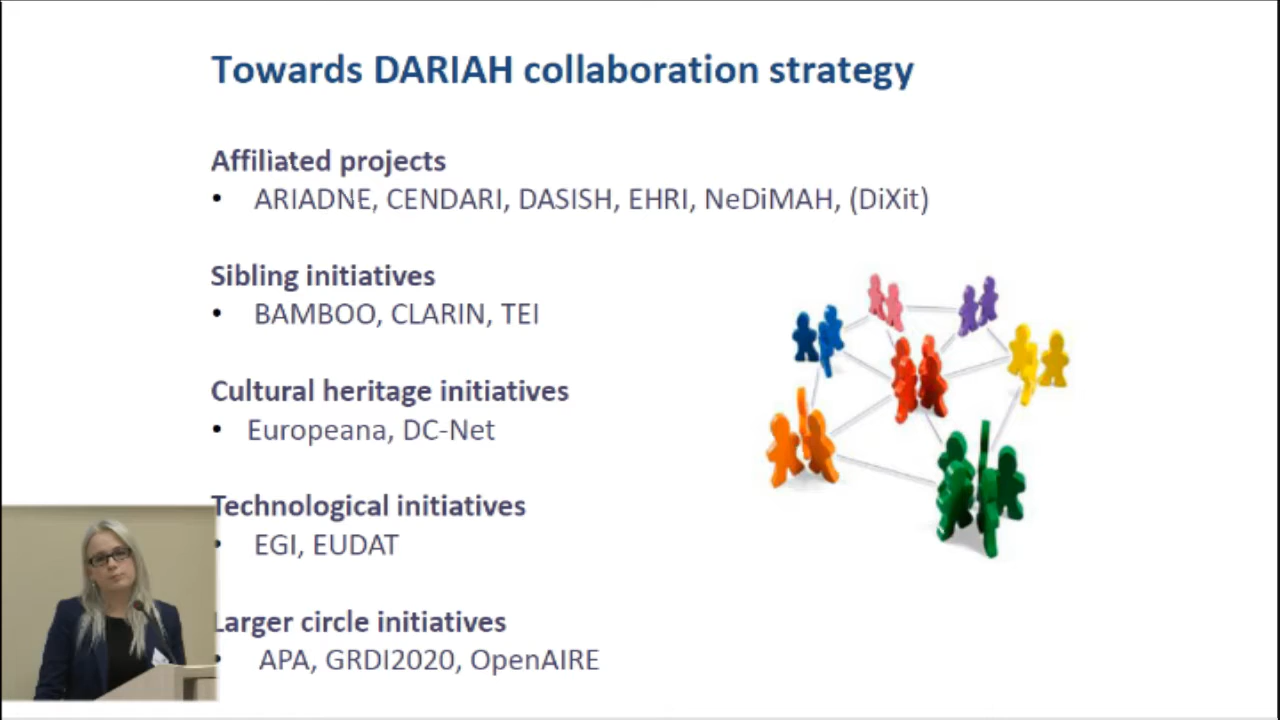 Towards DARIAH collaboration strategy
Affiliated projects
• ARIADNE, CENDARI, DASISH, EHRI, NeDiMAH, (DiXit)
Sibling initiatives
• BAMBOO, CLARIN, TEI
Cultural heritage initiatives
• Europeana, DC-Net
Technological initiatives
• EGI, EUDAT
Larger circle initiatives
• APA, GRDI2020, OpenAIRE